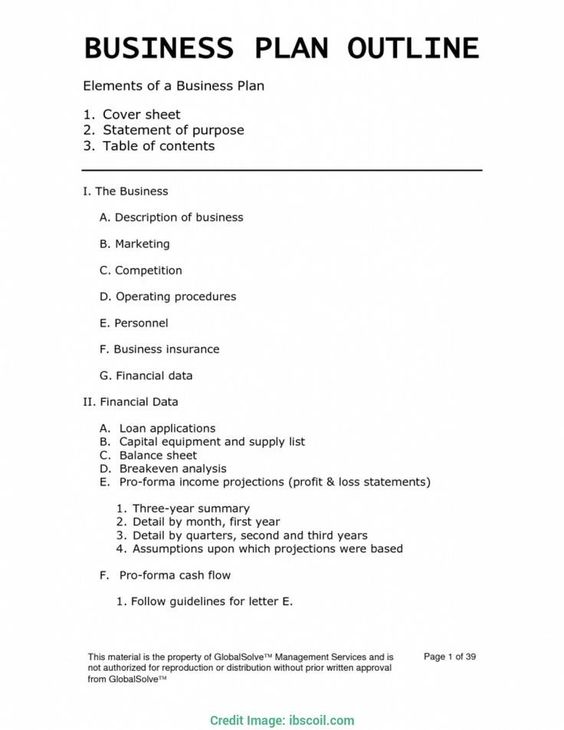 BUSINESS PLAN OUTLINE
Elements of a Business Plan
1. Cover sheet
2. Statement of purpose
3. Table of contents
I. The Business
A. Description of business
B. Marketing
C. Competition
D. Operating procedures
E. Personnel
F. Business insurance
G. Financial data
II. Financial Data
A. Loan applications
B. Capital equipment and supply list
C. Balance sheet
D. Breakeven analysis
E. Pro-forma income projections (profit & loss statements)
1. Three-year summary
2. Detail by month, first year
3. Detail by quarters, second and third years
4. Assumptions upon which projections were based
F. Pro-forma cash flow
1. Follow guidelines for letter E.
This material is the property of GlobalSolve™ Management Services and is
not authorized for reproduction or distribution without prior written approval
from GlobalSolve™
Page 1 of 39
Credit Image: ibscoil.com